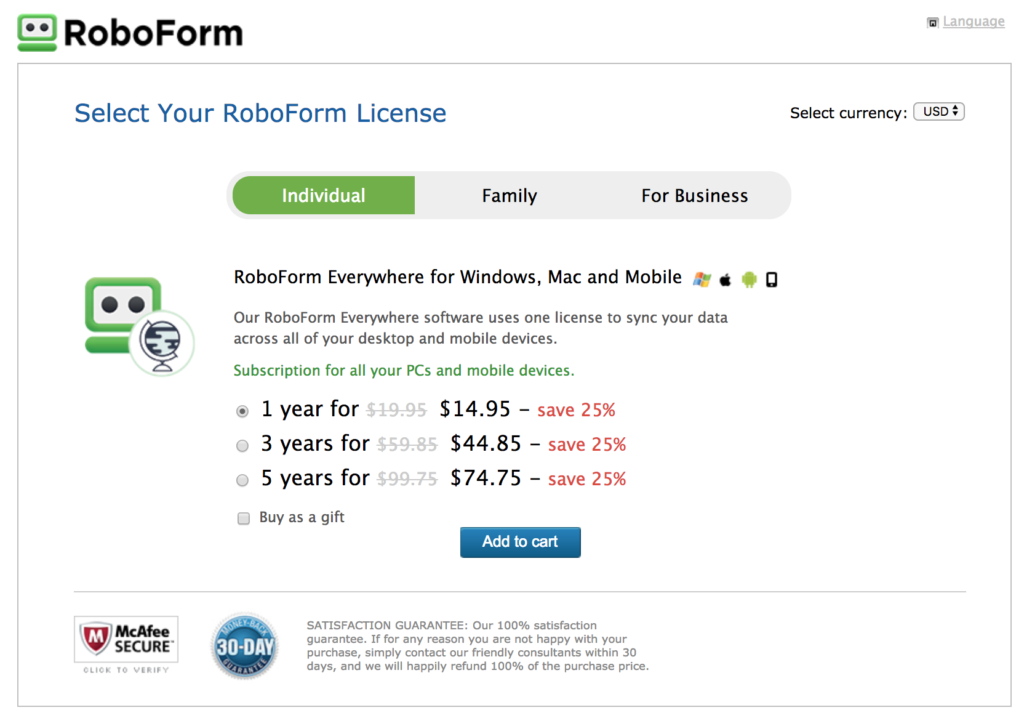 RoboForm
Language
Select Your RoboForm License
Select currency: USD
Individual
Family
For Business
RoboForm Everywhere for Windows, Mac and Mobile
Our RoboForm Everywhere software uses one license to sync your data
across all of your desktop and mobile devices.
Subscription for all your PCs and mobile devices.
1 year for $19.95 $14.95 – save 25%
3 years for $59.85 $44.85 – save 25%
5 years for $99.75 $74.75 – save 25%
Buy as a gift
Add to cart
McAfee
SECURE™
CLICK TO VERIFY
MONEY-BACK
30-DAY
GUARANTEE
SATISFACTION GUARANTEE: Our 100% satisfaction
guarantee. If for any reason you are not happy with your
purchase, simply contact our friendly consultants within 30
days, and we will happily refund 100% of the purchase price.